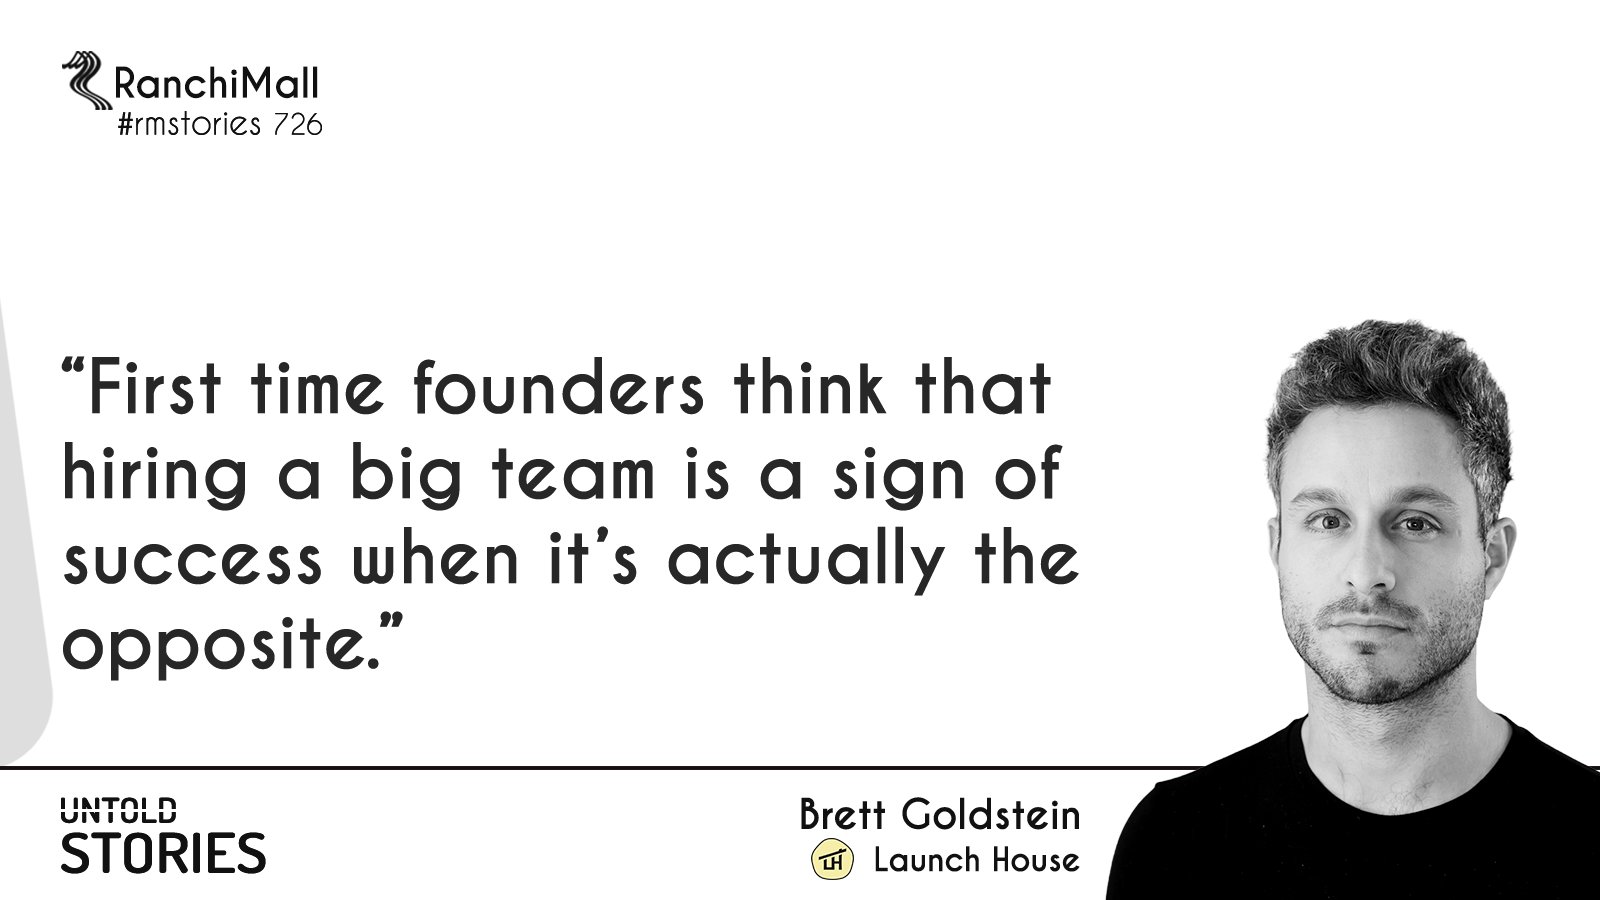 RanchiMall
#rmstories 726
“First time founders think that
hiring a big team is a sign of
success when it’s actually the
opposite.”
UNTOLD
STORIES
Brett Goldstein
LH
Launch House